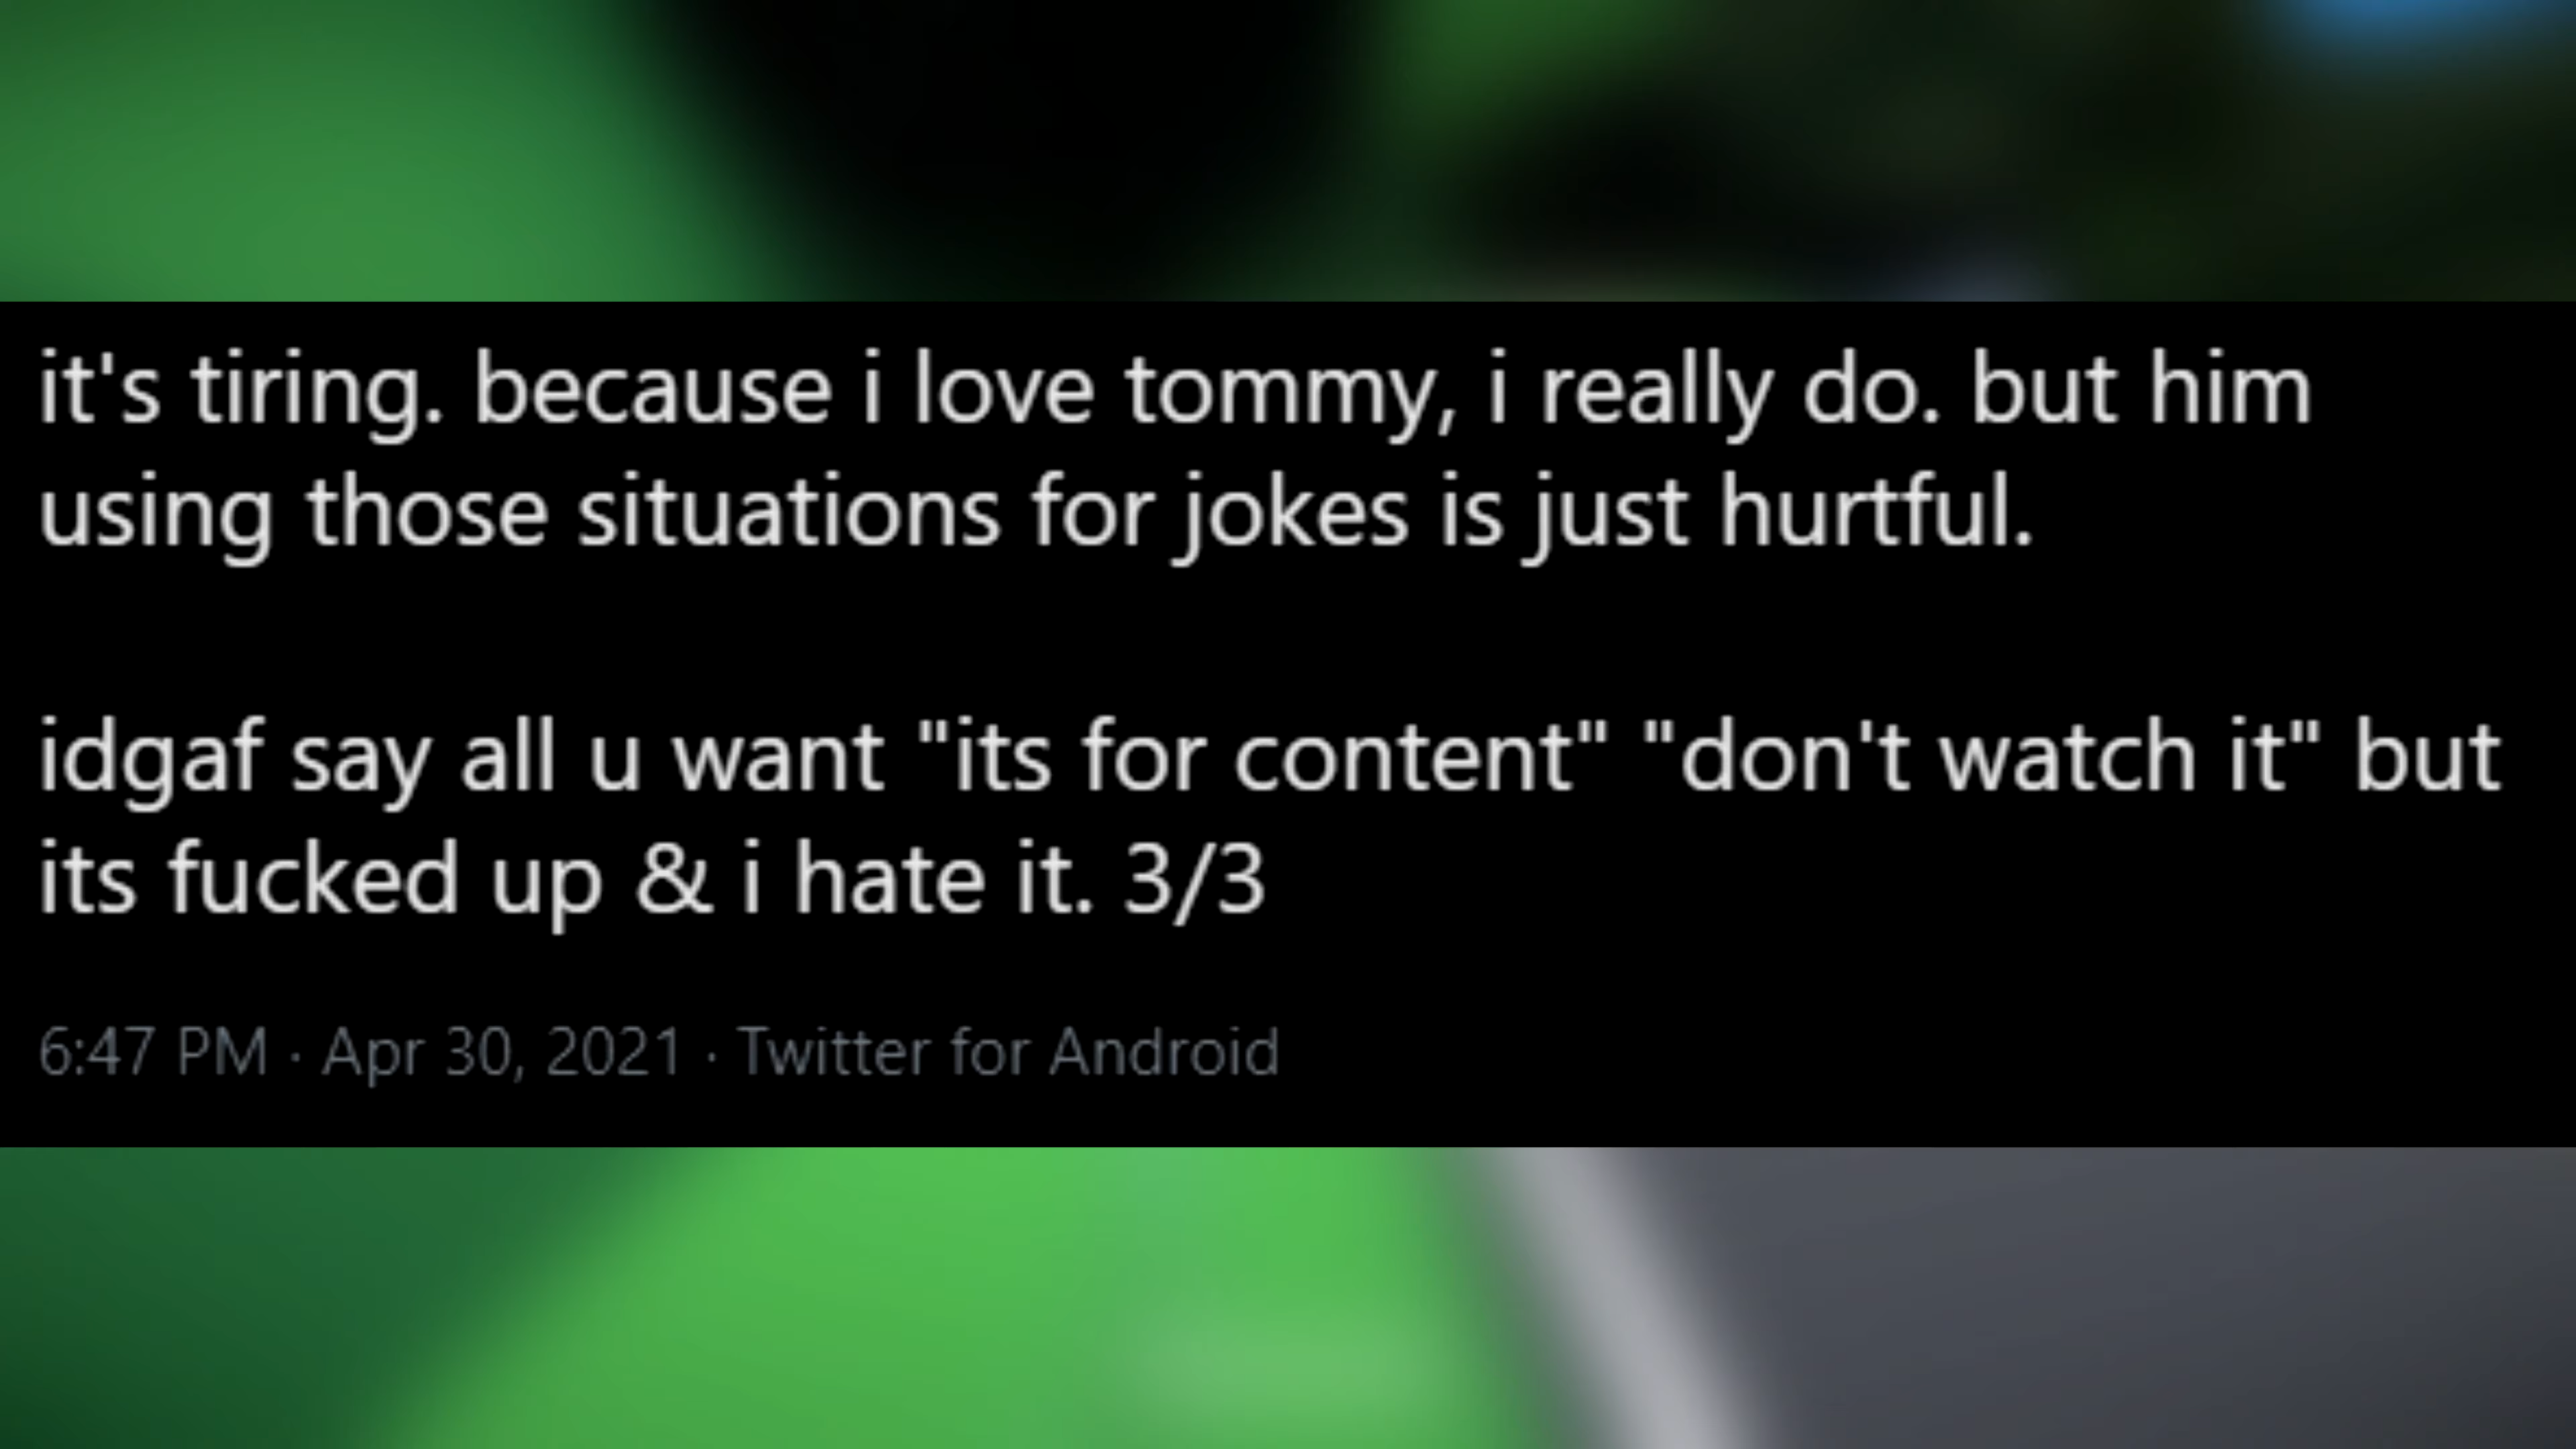 it's tiring. because i love tommy, i really do. but him
using those situations for jokes is just hurtful.
idgaf say all u want "its for content" "don't watch it" but
its fucked up & i hate it. 3/3
6:47 PM · Apr 30, 2021 · Twitter for Android